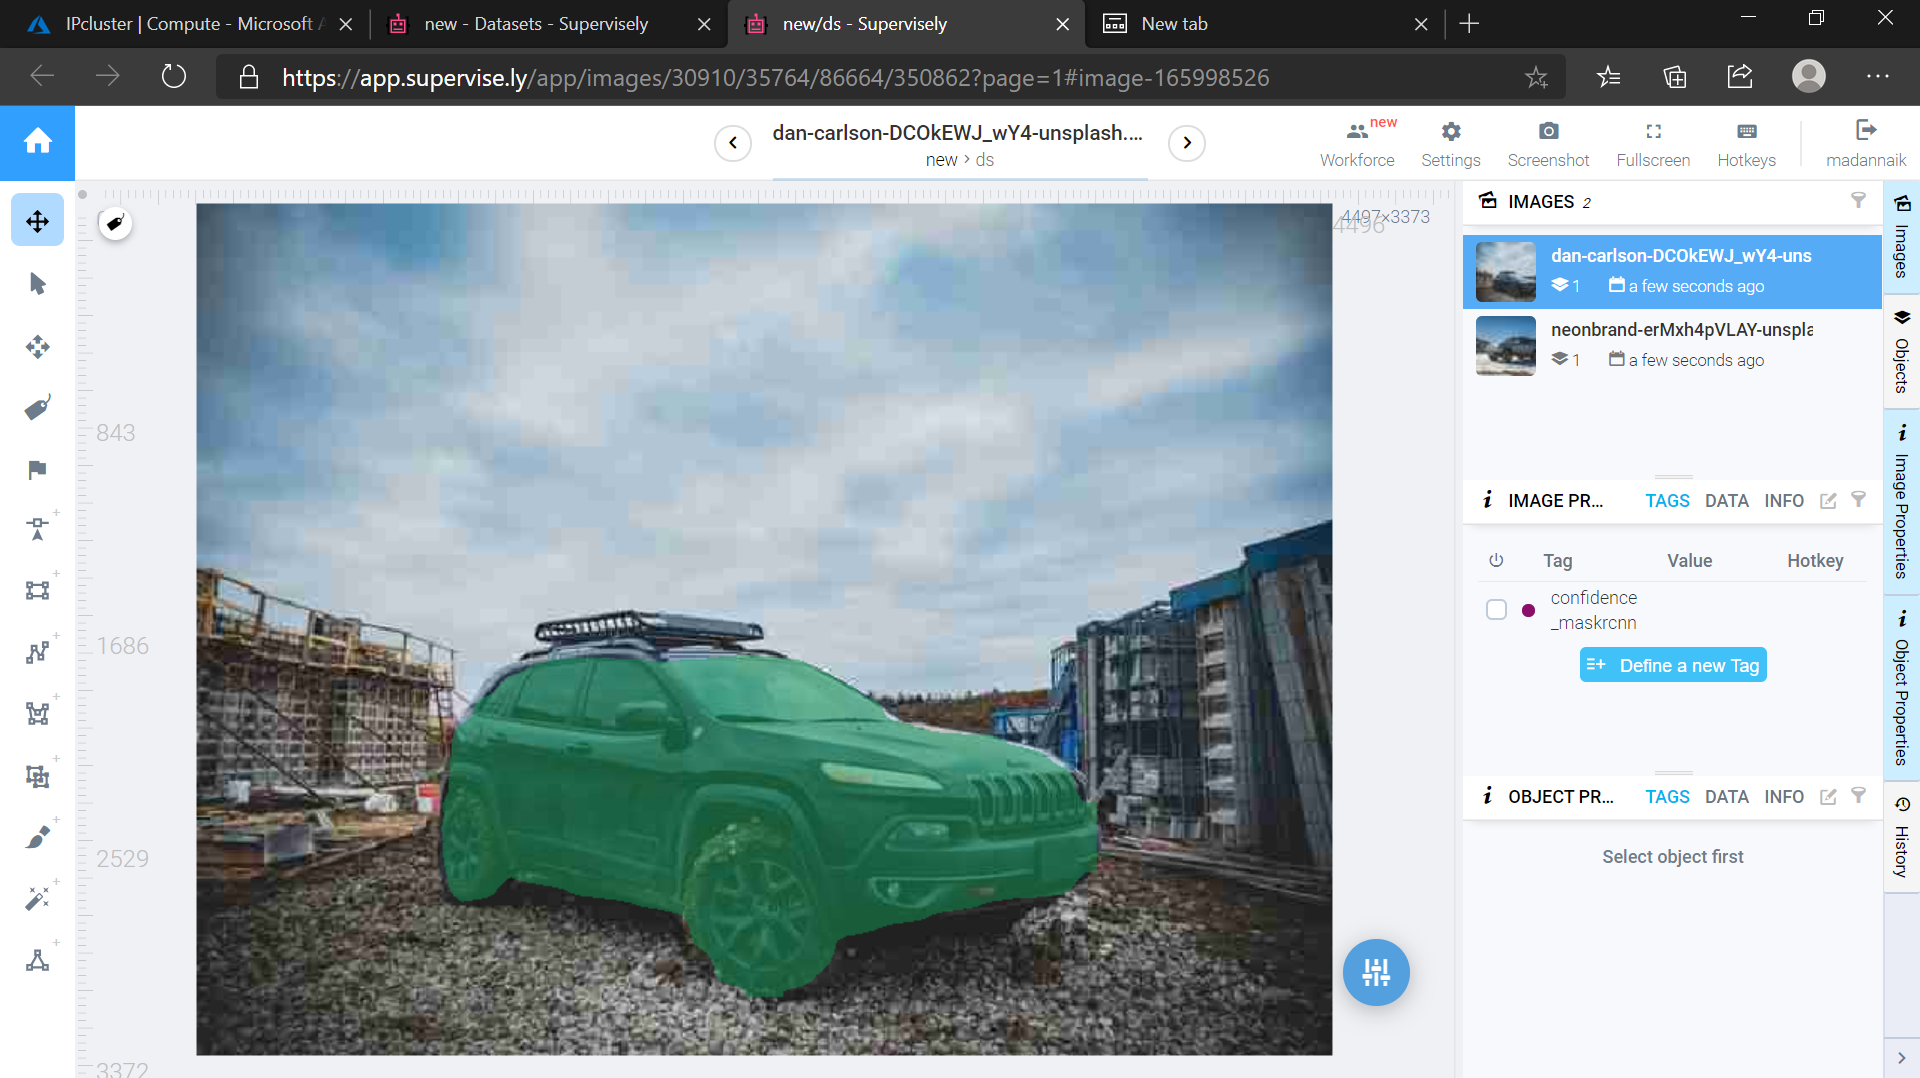 IPcluster | Compute - Microsoft A
new - Datasets - Supervisely
new/ds - Supervisely
New tab
https://app.supervise.ly/app/images/30910/35764/86664/350862?page=1#image-165998526
dan-carlson-DCOkEWJ_wY4-unsplash....
new › ds
new
Workforce
Settings
Screenshot
Fullscreen
Hotkeys
madannaik
4497×3373
4496
843
1686
2529
3372
IMAGES 2
dan-carlson-DCOkEWJ_wY4-uns
1 a few seconds ago
neonbrand-erMxh4pVLAY-unspla
1 a few seconds ago
i IMAGE PR... TAGS DATA INFO
Tag Value Hotkey
confidence
_maskrcnn
Define a new Tag
i OBJECT PR... TAGS DATA INFO
Select object first
Images
Objects
i Image Properties
i Object Properties
History